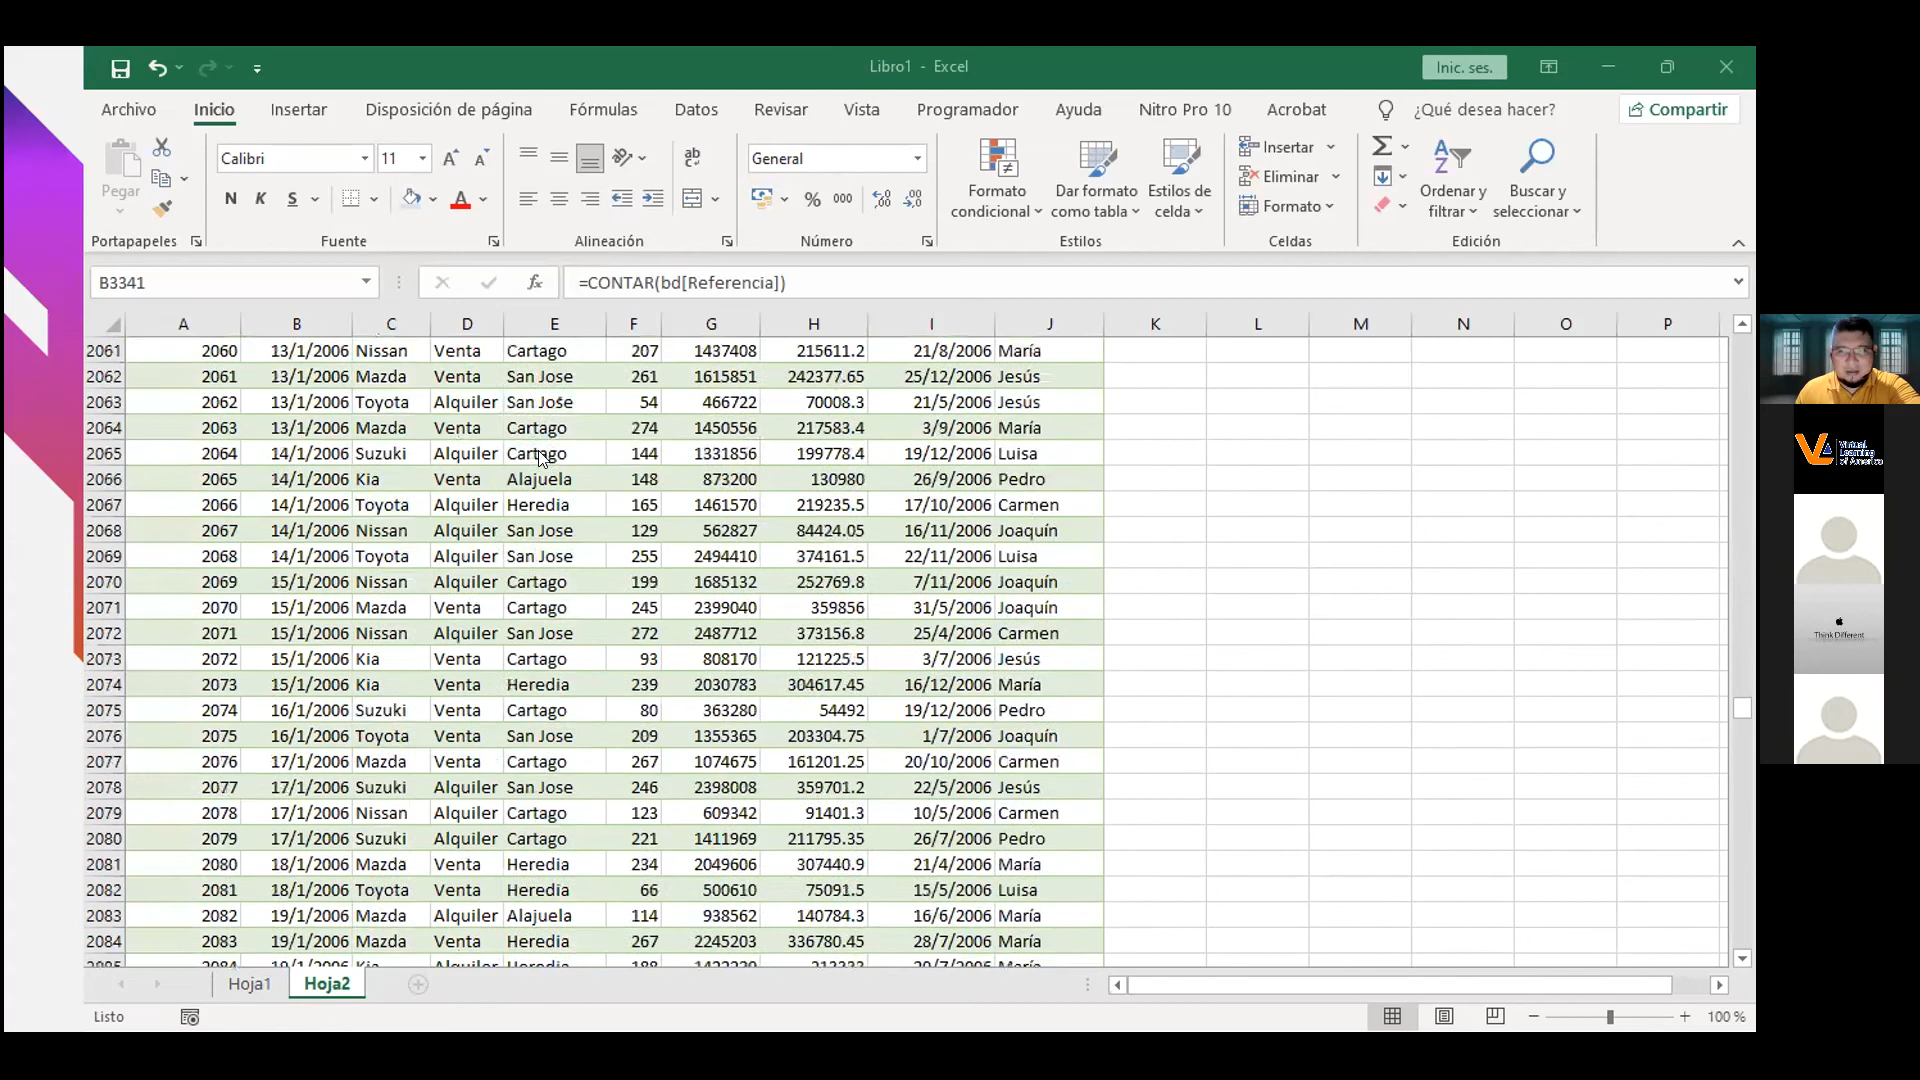 Libro1 - Excel
Inic. ses.
Archivo Inicio Insertar Disposición de página Fórmulas Datos Revisar Vista Programador Ayuda Nitro Pro 10 Acrobat ¿Qué desea hacer? Compartir
Pegar
Calibri 11
N K S
ab
General
% 000
Formato condicional
Dar formato como tabla
Estilos de celda
Insertar
Eliminar
Formato
Ordenar y filtrar
Buscar y seleccionar
Portapapeles Fuente Alineación Número Estilos Celdas Edición
B3341 fx =CONTAR(bd[Referencia])
A B C D E F G H I J K L M N O P
2061 2060 13/1/2006 Nissan Venta Cartago 207 1437408 215611.2 21/8/2006 María
2062 2061 13/1/2006 Mazda Venta San Jose 261 1615851 242377.65 25/12/2006 Jesús
2063 2062 13/1/2006 Toyota Alquiler San Jose 54 466722 70008.3 21/5/2006 Jesús
2064 2063 13/1/2006 Mazda Venta Cartago 274 1450556 217583.4 3/9/2006 María
2065 2064 14/1/2006 Suzuki Alquiler Cartago 144 1331856 199778.4 19/12/2006 Luisa
2066 2065 14/1/2006 Kia Venta Alajuela 148 873200 130980 26/9/2006 Pedro
2067 2066 14/1/2006 Toyota Alquiler Heredia 165 1461570 219235.5 17/10/2006 Carmen
2068 2067 14/1/2006 Nissan Alquiler San Jose 129 562827 84424.05 16/11/2006 Joaquín
2069 2068 14/1/2006 Toyota Alquiler San Jose 255 2494410 374161.5 22/11/2006 Luisa
2070 2069 15/1/2006 Nissan Alquiler Cartago 199 1685132 252769.8 7/11/2006 Joaquín
2071 2070 15/1/2006 Mazda Venta Cartago 245 2399040 359856 31/5/2006 Joaquín
2072 2071 15/1/2006 Nissan Alquiler San Jose 272 2487712 373156.8 25/4/2006 Carmen
2073 2072 15/1/2006 Kia Venta Cartago 93 808170 121225.5 3/7/2006 Jesús
2074 2073 15/1/2006 Kia Venta Heredia 239 2030783 304617.45 16/12/2006 María
2075 2074 16/1/2006 Suzuki Venta Cartago 80 363280 54492 19/12/2006 Pedro
2076 2075 16/1/2006 Toyota Venta San Jose 209 1355365 203304.75 1/7/2006 Joaquín
2077 2076 17/1/2006 Mazda Venta Cartago 267 1074675 161201.25 20/10/2006 Carmen
2078 2077 17/1/2006 Suzuki Alquiler San Jose 246 2398008 359701.2 22/5/2006 Jesús
2079 2078 17/1/2006 Nissan Alquiler Cartago 123 609342 91401.3 10/5/2006 Carmen
2080 2079 17/1/2006 Suzuki Alquiler Cartago 221 1411969 211795.35 26/7/2006 Pedro
2081 2080 18/1/2006 Mazda Venta Heredia 234 2049606 307440.9 21/4/2006 María
2082 2081 18/1/2006 Toyota Venta Heredia 66 500610 75091.5 15/5/2006 Luisa
2083 2082 19/1/2006 Mazda Alquiler Alajuela 114 938562 140784.3 16/6/2006 María
2084 2083 19/1/2006 Mazda Venta Heredia 267 2245203 336780.45 28/7/2006 María
Hoja1 Hoja2
Listo
100 %
Virtual
Learning
of America
Think Different